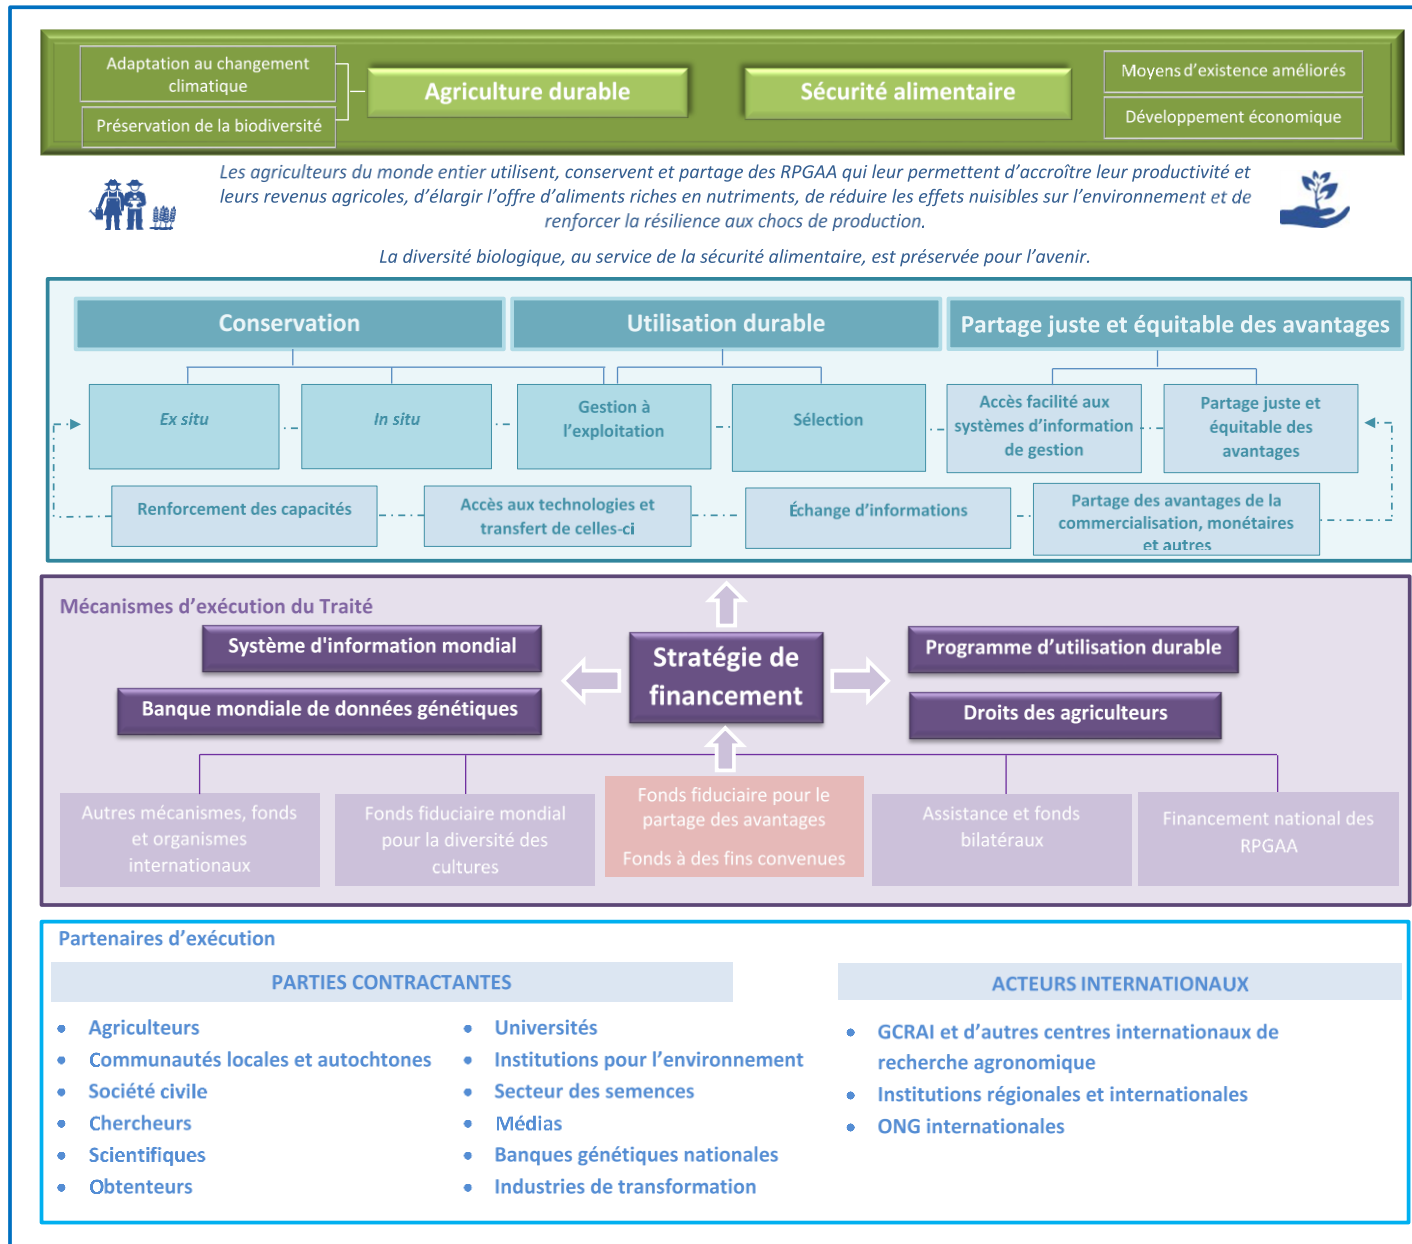 Adaptation au changement
climatique
Préservation de la biodiversité
Agriculture durable
Sécurité alimentaire
Moyens d’existence améliorés
Développement économique
Les agriculteurs du monde entier utilisent, conservent et partage des RPGAA qui leur permettent d’accroître leur productivité et
leurs revenus agricoles, d’élargir l’offre d’aliments riches en nutriments, de réduire les effets nuisibles sur l’environnement et de
renforcer la résilience aux chocs de production.
La diversité biologique, au service de la sécurité alimentaire, est préservée pour l’avenir.
Conservation
Utilisation durable
Partage juste et équitable des avantages
Ex situ
In situ
Gestion à
l’exploitation
Sélection
Accès facilité aux
systèmes d’information
de gestion
Partage juste et
équitable des
avantages
Renforcement des capacités
Accès aux technologies et
transfert de celles-ci
Échange d’informations
Partage des avantages de la
commercialisation, monétaires
et autres
Mécanismes d’exécution du Traité
Système d'information mondial
Banque mondiale de données génétiques
Stratégie de
financement
Programme d’utilisation durable
Droits des agriculteurs
Autres mécanismes, fonds
et organismes
internationaux
Fonds fiduciaire mondial
pour la diversité des
cultures
Fonds fiduciaire pour le
partage des avantages
Fonds à des fins convenues
Assistance et fonds
bilatéraux
Financement national des
RPGAA
Partenaires d’exécution
PARTIES CONTRACTANTES
• Agriculteurs
• Communautés locales et autochtones
• Société civile
• Chercheurs
• Scientifiques
• Obtenteurs
• Universités
• Institutions pour l’environnement
• Secteur des semences
• Médias
• Banques génétiques nationales
• Industries de transformation
ACTEURS INTERNATIONAUX
• GCRAI et d’autres centres internationaux de
recherche agronomique
• Institutions régionales et internationales
• ONG internationales